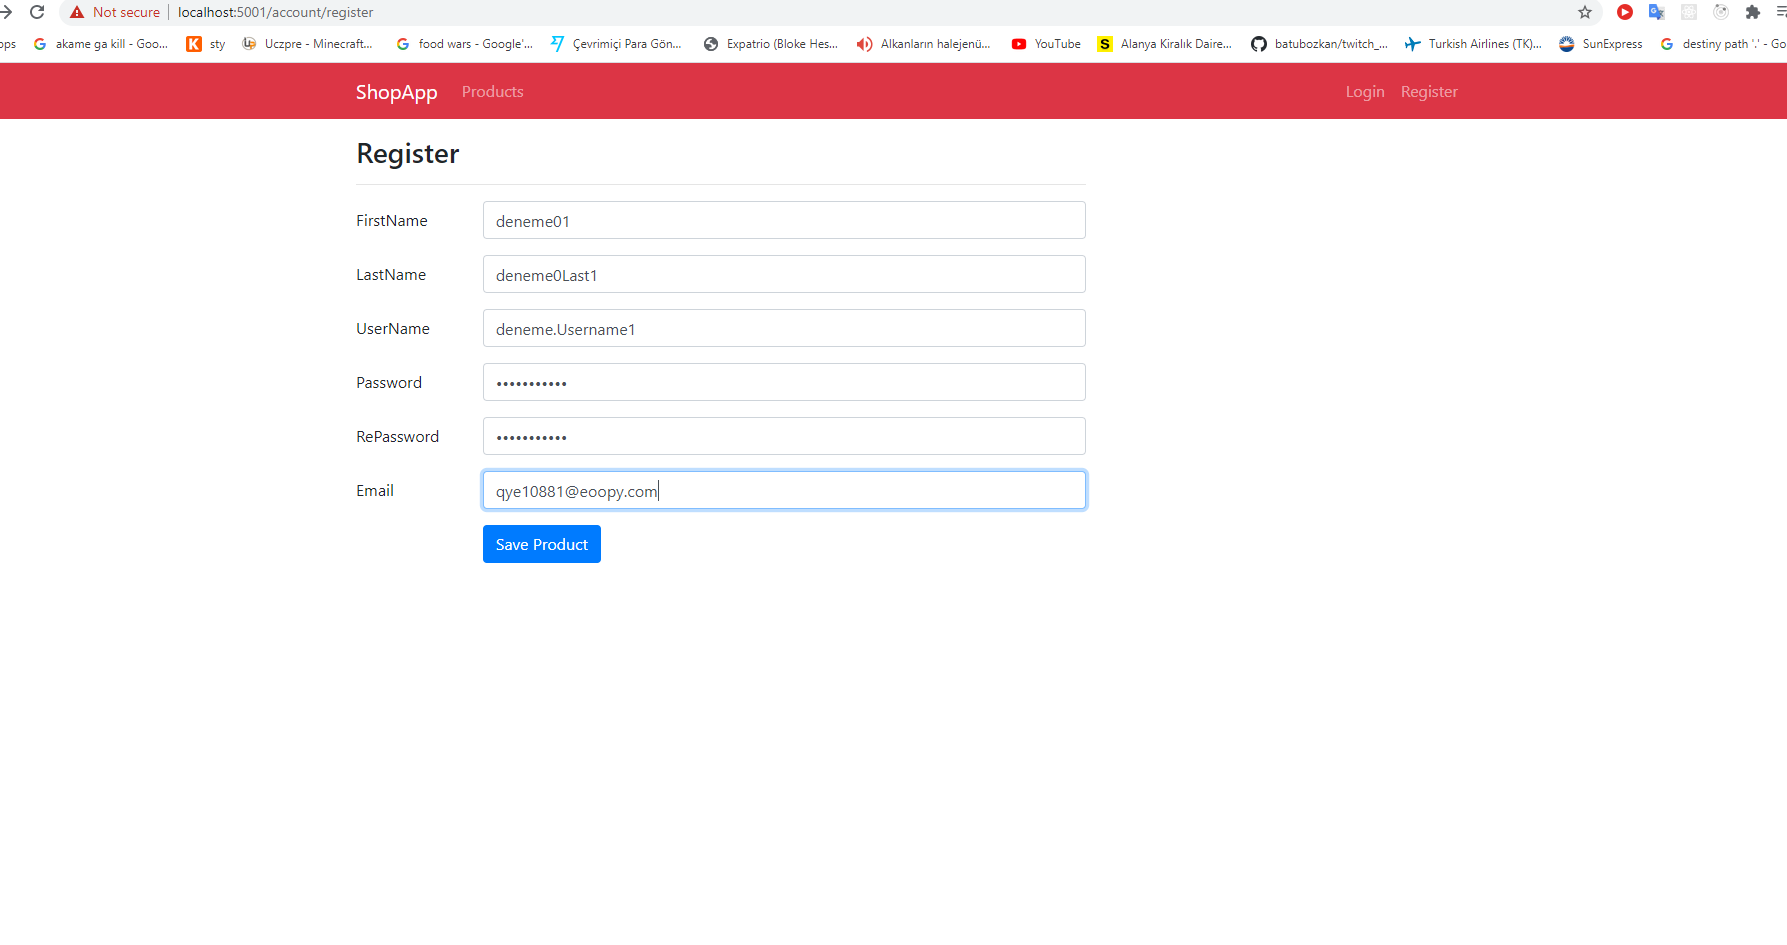 Not secure localhost:5001/account/register
ops akame ga kill - Goo... sty Uczpre - Minecraft... food wars - Google'... Çevrimiçi Para Gön... Expatrio (Bloke Hes... Alkanların halejenü... YouTube Alanya Kiralık Daire... batubozkan/twitch_... Turkish Airlines (TK)... SunExpress destiny path '.' - Go
ShopApp Products Login Register
Register
FirstName deneme01
LastName deneme0Last1
UserName deneme.Username1
Password •••••••••••
RePassword •••••••••••
Email qye10881@eoopy.com
Save Product